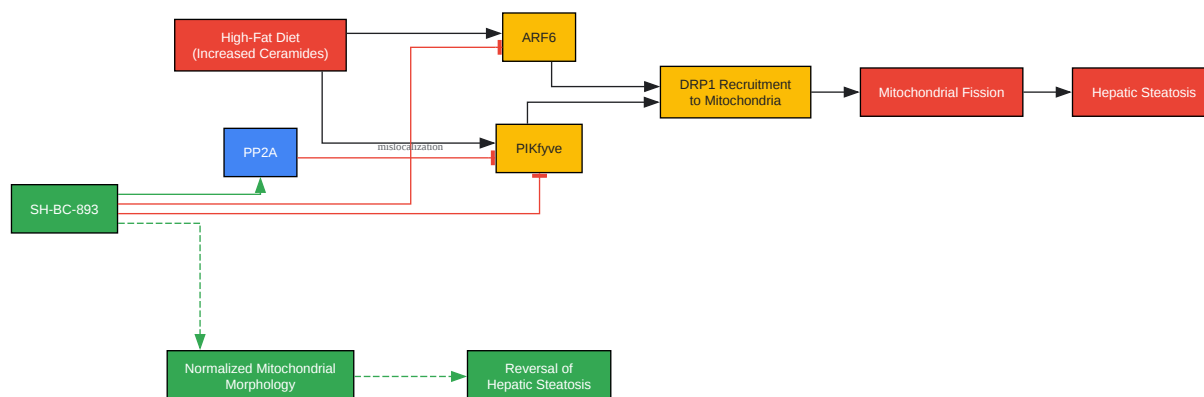 High-Fat Diet
(Increased Ceramides)
ARF6
DRP1 Recruitment
to Mitochondria
Mitochondrial Fission
Hepatic Steatosis
PP2A
mislocalization
PIKfyve
SH-BC-893
Normalized Mitochondrial
Morphology
Reversal of
Hepatic Steatosis